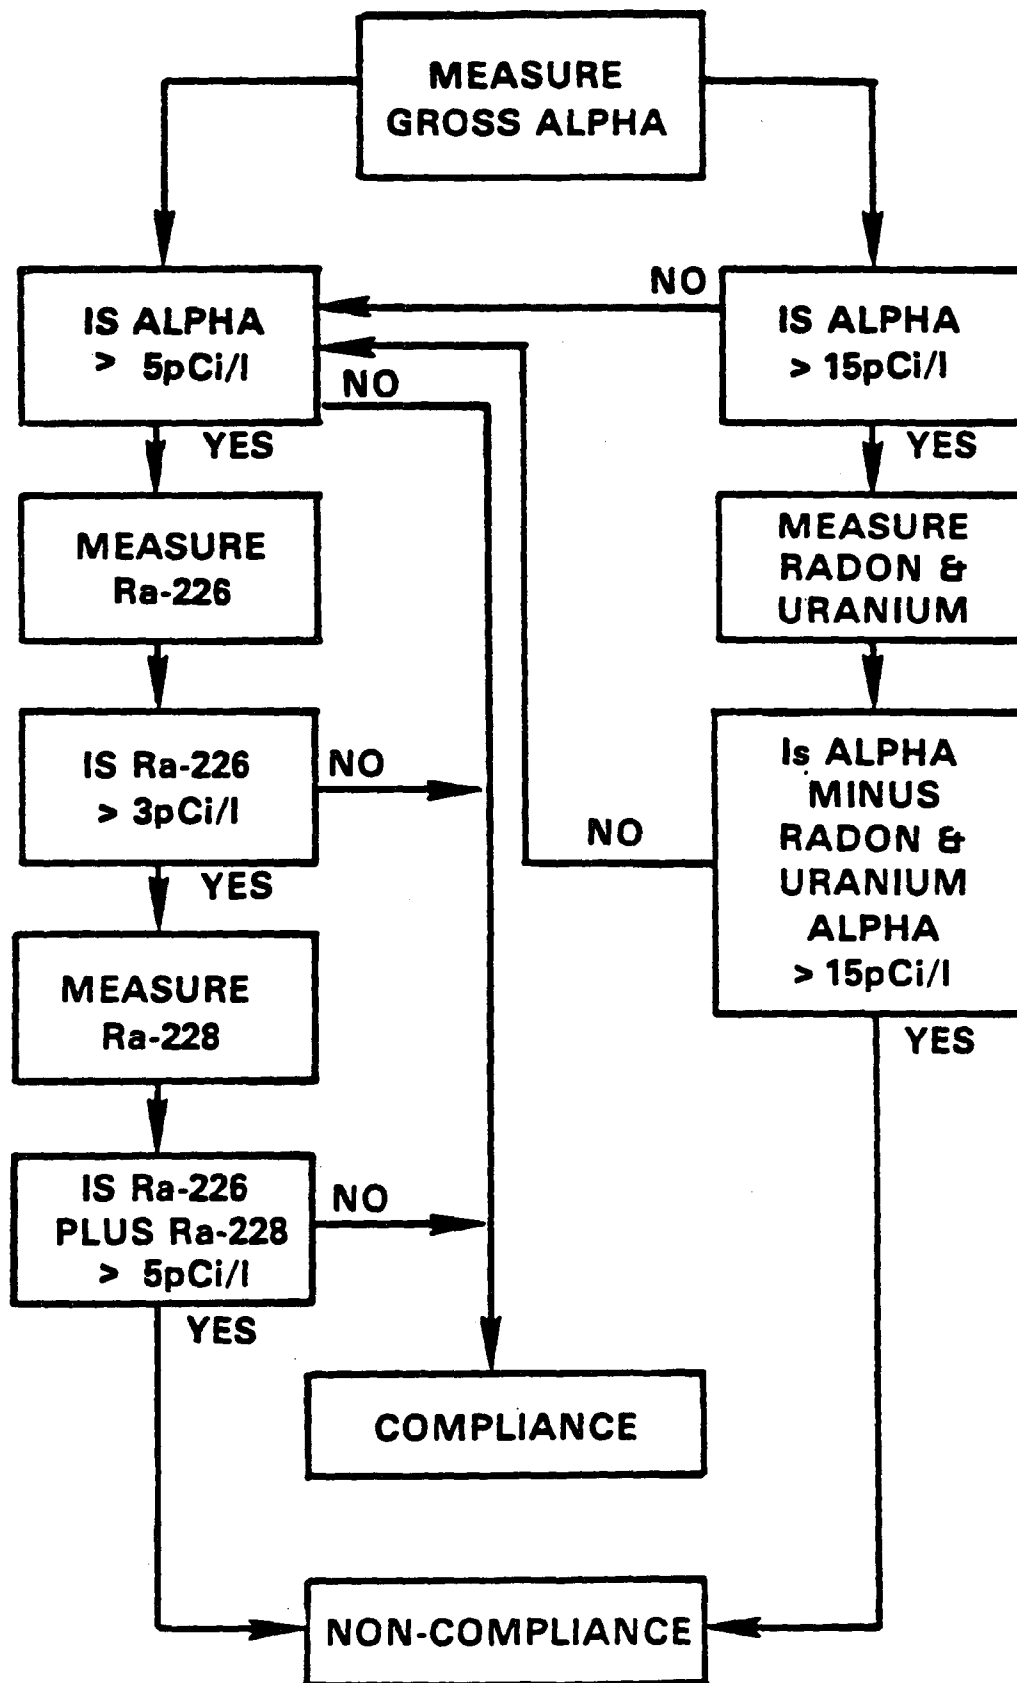 MEASURE
GROSS ALPHA
IS ALPHA
> 5pCi/l
NO
YES
NO
IS ALPHA
> 15pCi/l
YES
MEASURE
Ra-226
MEASURE
RADON &
URANIUM
IS Ra-226
> 3pCi/l
NO
YES
NO
Is ALPHA
MINUS
RADON &
URANIUM
ALPHA
> 15pCi/l
YES
MEASURE
Ra-228
IS Ra-226
PLUS Ra-228
> 5pCi/l
NO
YES
COMPLIANCE
NON-COMPLIANCE